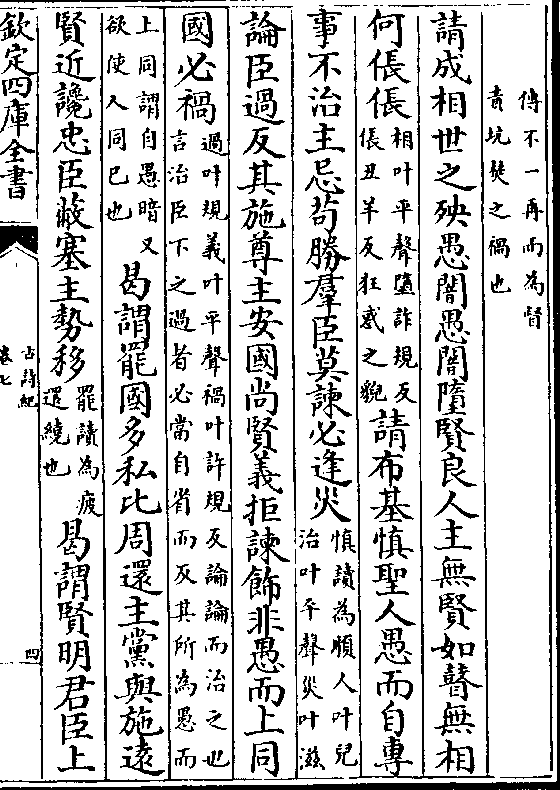 傳不一再而為瞽
責坑焚之禍也
請成相世之殃愚闇愚闇墮賢良人主無賢如瞽無相
何倀倀相叶平聲墮許規反
倀丑羊反狂惑之貌請布基慎聖人愚而自專
事不治主忌苟勝羣臣莫諫必逢災慎讀為順人叶兒
治叶平聲災叶滋
論臣過反其施尊主安國尚賢義拒諫飾非愚而上同
國必禍過叶規義叶平聲禍叶許規反論論而治之也
言治臣下之過者必當自省而反其所為愚而
上同謂自愚暗又
欲使人同已也曷謂罷國多私比周還主黨與施逺
賢近讒忠臣蔽塞主勢移罷讀為疲
還繞也曷謂賢明君臣上
欽定四庫全書
古詩紀
卷七
四